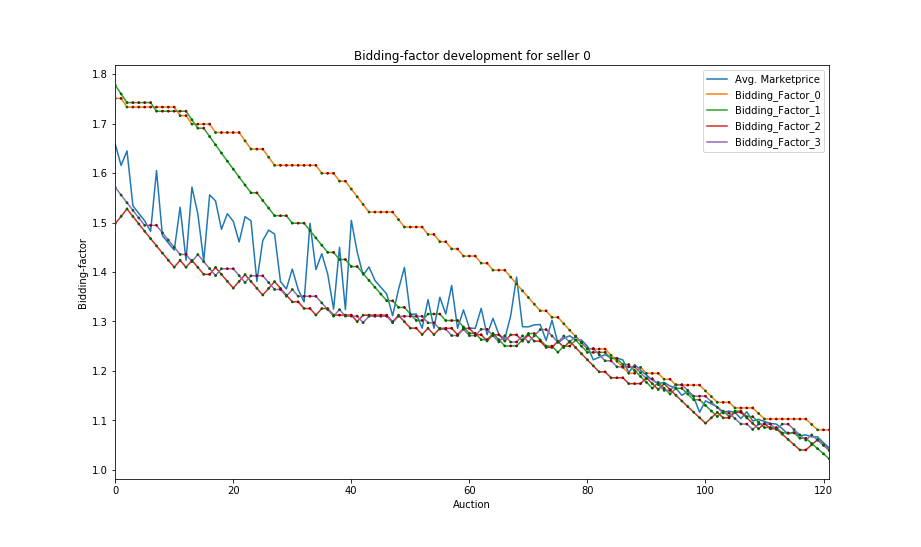 Bidding-factor development for seller 0
1.8
1.7
1.6
1.5
1.4
1.3
1.2
1.1
1.0
Bidding-factor
0 20 40 60 80 100 120
Auction
Avg. Marketprice
Bidding_Factor_0
Bidding_Factor_1
Bidding_Factor_2
Bidding_Factor_3